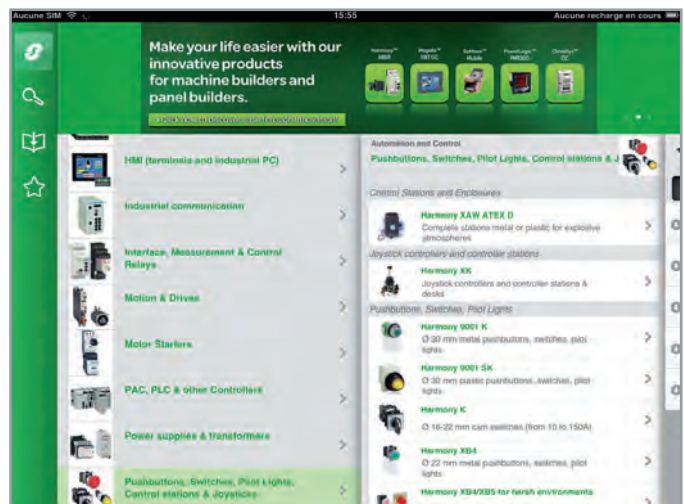 Aucune SIM
15:55
Aucune recharge en cours
Make your life easier with our
innovative products
for machine builders and
panel builders.
HMI (terminals and industrial PC)
Industrial communication
Interface, Measurement & Control
Relays
Motion & Drives
Motor Starters
PAC, PLC & other Controllers
Power supplies & transformers
Pushbuttons, Switches, Pilot Lights,
Control stations & Joysticks
Automation and Control
Pushbuttons, Switches, Pilot Lights, Control stations & J
Control Stations and Enclosures
Harmony XAW ATEX D
Complete stations metal or plastic for explosive
atmospheres
Joystick controllers and controller stations
Harmony XK
Joystick controllers and controller stations &
desks
Pushbuttons, Switches, Pilot Lights
Harmony 9001 K
Ø 30 mm metal pushbuttons, switches, pilot
lights
Harmony 9001 SK
Ø 30 mm plastic pushbuttons, switches, pilot
lights
Harmony K
Ø 16-22 mm cam switches (from 10 to 150A)
Harmony XB4
Ø 22 mm metal pushbuttons, switches, pilot
lights
Harmony XB4/XB5 for harsh environments